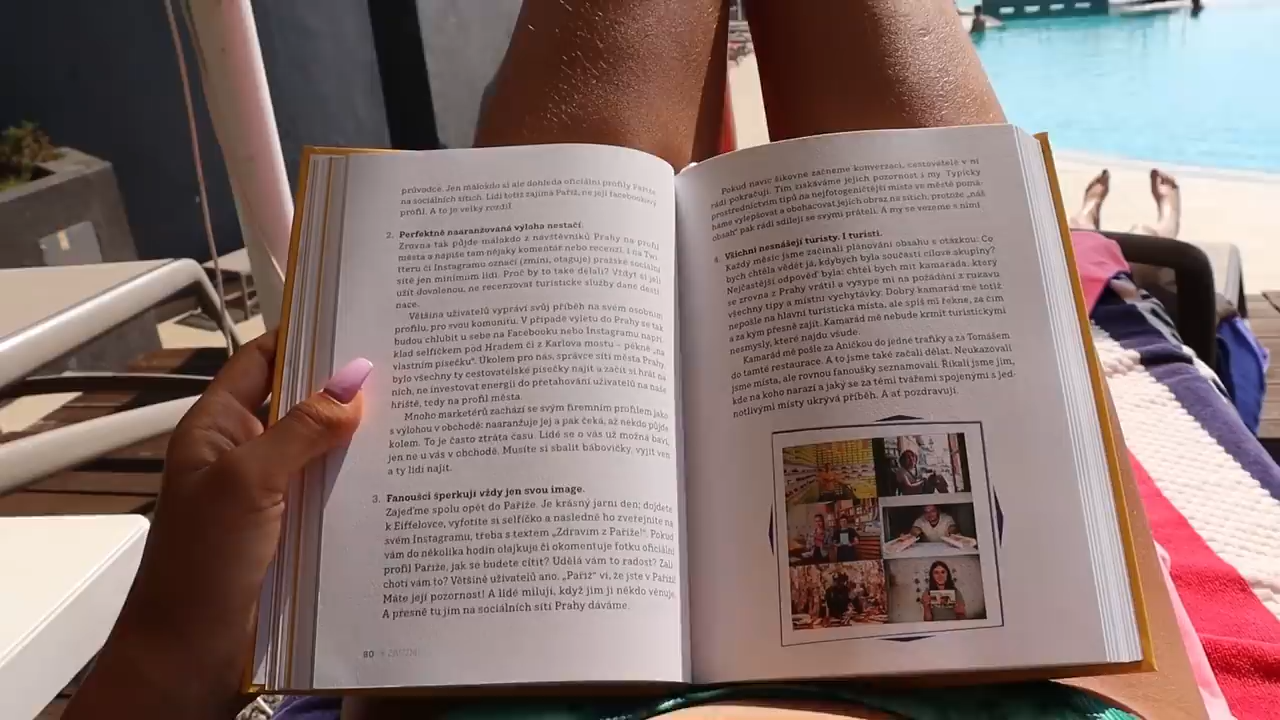 průvodce. Jen málokdo si ale dohledá oficiální profily Paříže
na sociálních sítích. Lidi totiž zajímá Paříž, ne její facebookový
profil. A to je velký rozdíl.
2. Perfektně naaranžovaná výloha nestačí.
Zrovna tak půjde málokdo z návštěvníků Prahy na profil
města a napíše tam nějaký komentář nebo recenzi. I na Twi
tteru či Instagramu označí (zmíní, otaguje) pražské sociální
sítě jen minimum lidí. Proč by to také dělali? Vždyť si jeli
užít dovolenou, ne recenzovat turistické služby dané desti
nace.
Většina uživatelů vypráví svůj příběh na svém osobním
profilu, pro svou komunitu. V případě výletu do Prahy se tak
budou chlubit u sebe na Facebooku nebo Instagramu např.
klad selfíčkem pod Hradem či z Karlova mostu – pěkně „na
vlastním písečku“. Úkolem pro nás, správce sítí města Prahy,
bylo všechny ty cestovatelské písečky najít a začít si hrát na
nich, ne investovat energii do přetahování uživatelů na naše
hřiště, tedy na profil města.
Mnoho marketérů zachází se svým firemním profilem jako
s výlohou v obchodě: naaranžuje jej a pak čeká, až někdo půjde
kolem. To je často ztráta času. Lidé se o vás už možná baví,
jen ne u vás v obchodě. Musíte si sbalit bábovičky, vyjít ven
a ty lidi najít.
3. Fanoušci šperkují vždy jen svou image.
Zajeďme spolu opět do Paříže. Je krásný jarní den; dojdete
k Eiffelovce, vyfotíte si selfíčko a následně ho zveřejníte na
svém Instagramu, třeba s textem „Zdravím z Paříže!“. Pokud
vám do několika hodin olajkuje či okomentuje fotku oficiální
profil Paříže, jak se budete cítit? Udělá vám to radost? Zali
chotí vám to? Většině uživatelů ano. „Paříž“ ví, že jste v Paříži!
Máte její pozornost! A lidé milují, když jim ji někdo věnuje.
A přesně tu jim na sociálních sítí Prahy dáváme.
80
Pokud navíc šikovně začneme konverzaci, cestovatelé v ní
rádi pokračují. Tím získáváme jejich pozornost i my. Typicky
prostřednictvím tipů na nejfotogeničtější místa ve městě pomá-
háme vylepšovat a obohacovat jejich obraz na sítích, protože „náš
obsah“ pak rádi sdílejí se svými přáteli. A my se vezeme s nimi
4. Všichni nesnášejí turisty. I turisti.
Každý měsíc jsme začínali plánování obsahu s otázkou: Co
bych chtěla vědět já, kdybych byla součástí cílové skupiny?
Nejčastější odpověď byla: chtěl bych mít kamaráda, který
se zrovna z Prahy vrátil a vysype mi na požádání z rukávu
všechny tipy a místní vychytávky. Dobrý kamarád mě totiž
nepošle na hlavní turistická místa, ale spíš mi řekne, za čím
a za kým přesně zajít. Kamarád mě nebude krmit turistickými
nesmysly, které najdu všude.
Kamarád mě pošle za Aničkou do jedné trafiky a za Tomášem
do tamté restaurace. A to jsme také začali dělat. Neukazovali
jsme místa, ale rovnou fanoušky seznamovali. Říkali jsme jim,
kde na koho narazí a jaký se za těmi tvářemi spojenými s jed-
notlivými místy ukrývá příběh. A ať pozdravují.